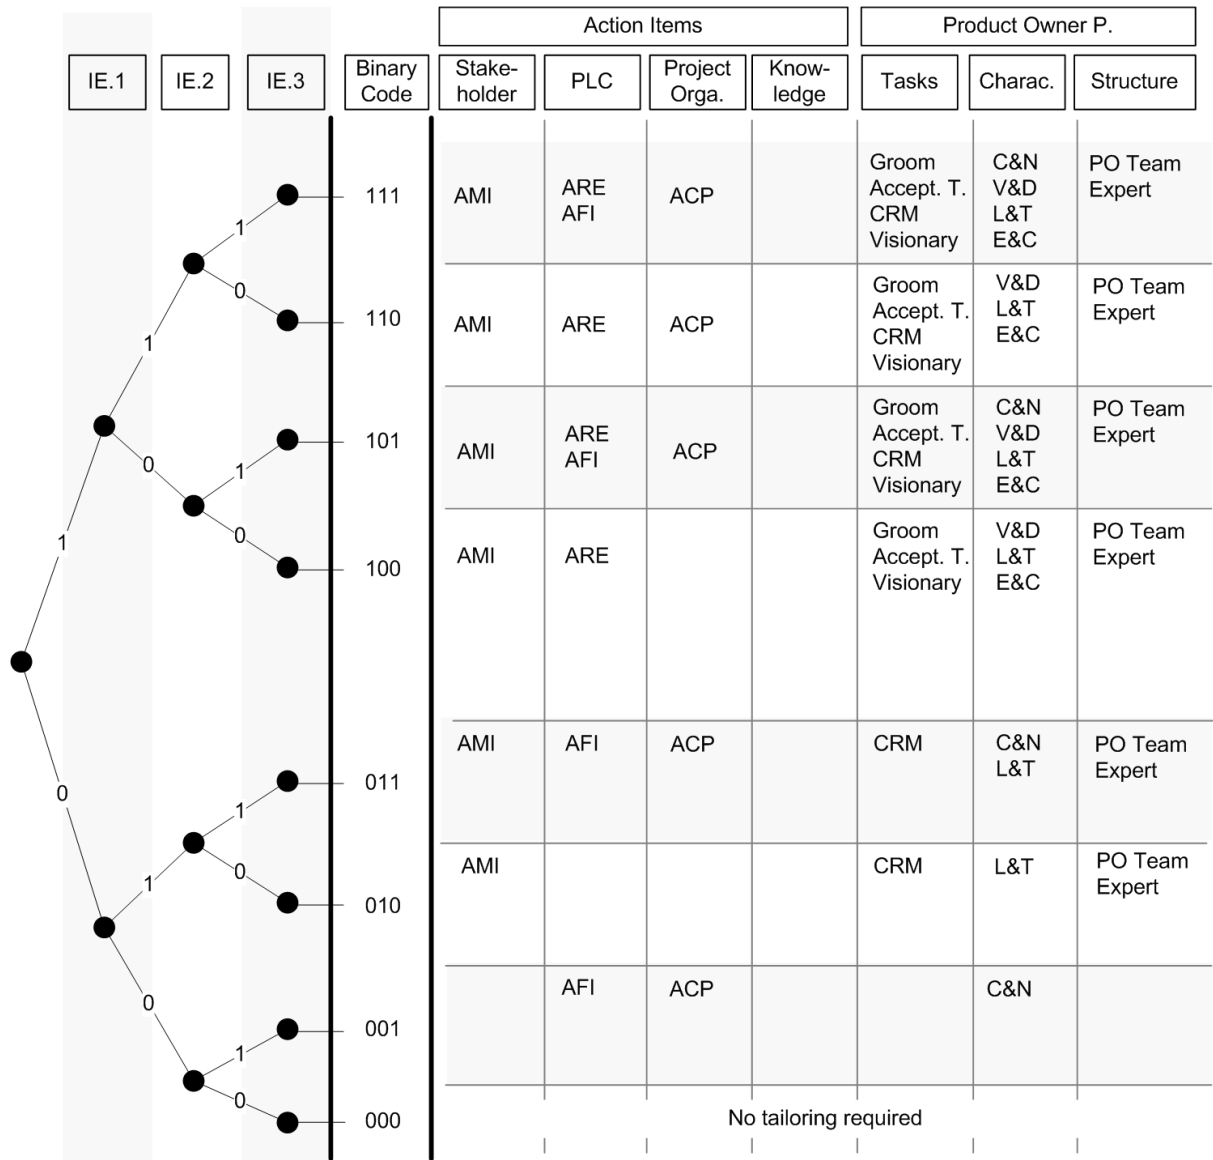 Action Items
Product Owner P.
IE.1
IE.2
IE.3
Binary
Code
Stake-
holder
PLC
Project
Orga.
Know-
ledge
Tasks
Charac.
Structure
1
0
1
0
1
0
1
0
1
0
1
0
1
0
111
AMI
ARE
AFI
ACP
Groom
Accept. T.
CRM
Visionary
C&N
V&D
L&T
E&C
PO Team
Expert
110
AMI
ARE
ACP
Groom
Accept. T.
CRM
Visionary
V&D
L&T
E&C
PO Team
Expert
101
AMI
ARE
AFI
ACP
Groom
Accept. T.
CRM
Visionary
C&N
V&D
L&T
E&C
PO Team
Expert
100
AMI
ARE
Groom
Accept. T.
Visionary
V&D
L&T
E&C
PO Team
Expert
011
AMI
AFI
ACP
CRM
C&N
L&T
PO Team
Expert
010
AMI
CRM
L&T
PO Team
Expert
001
AFI
ACP
C&N
000
No tailoring required